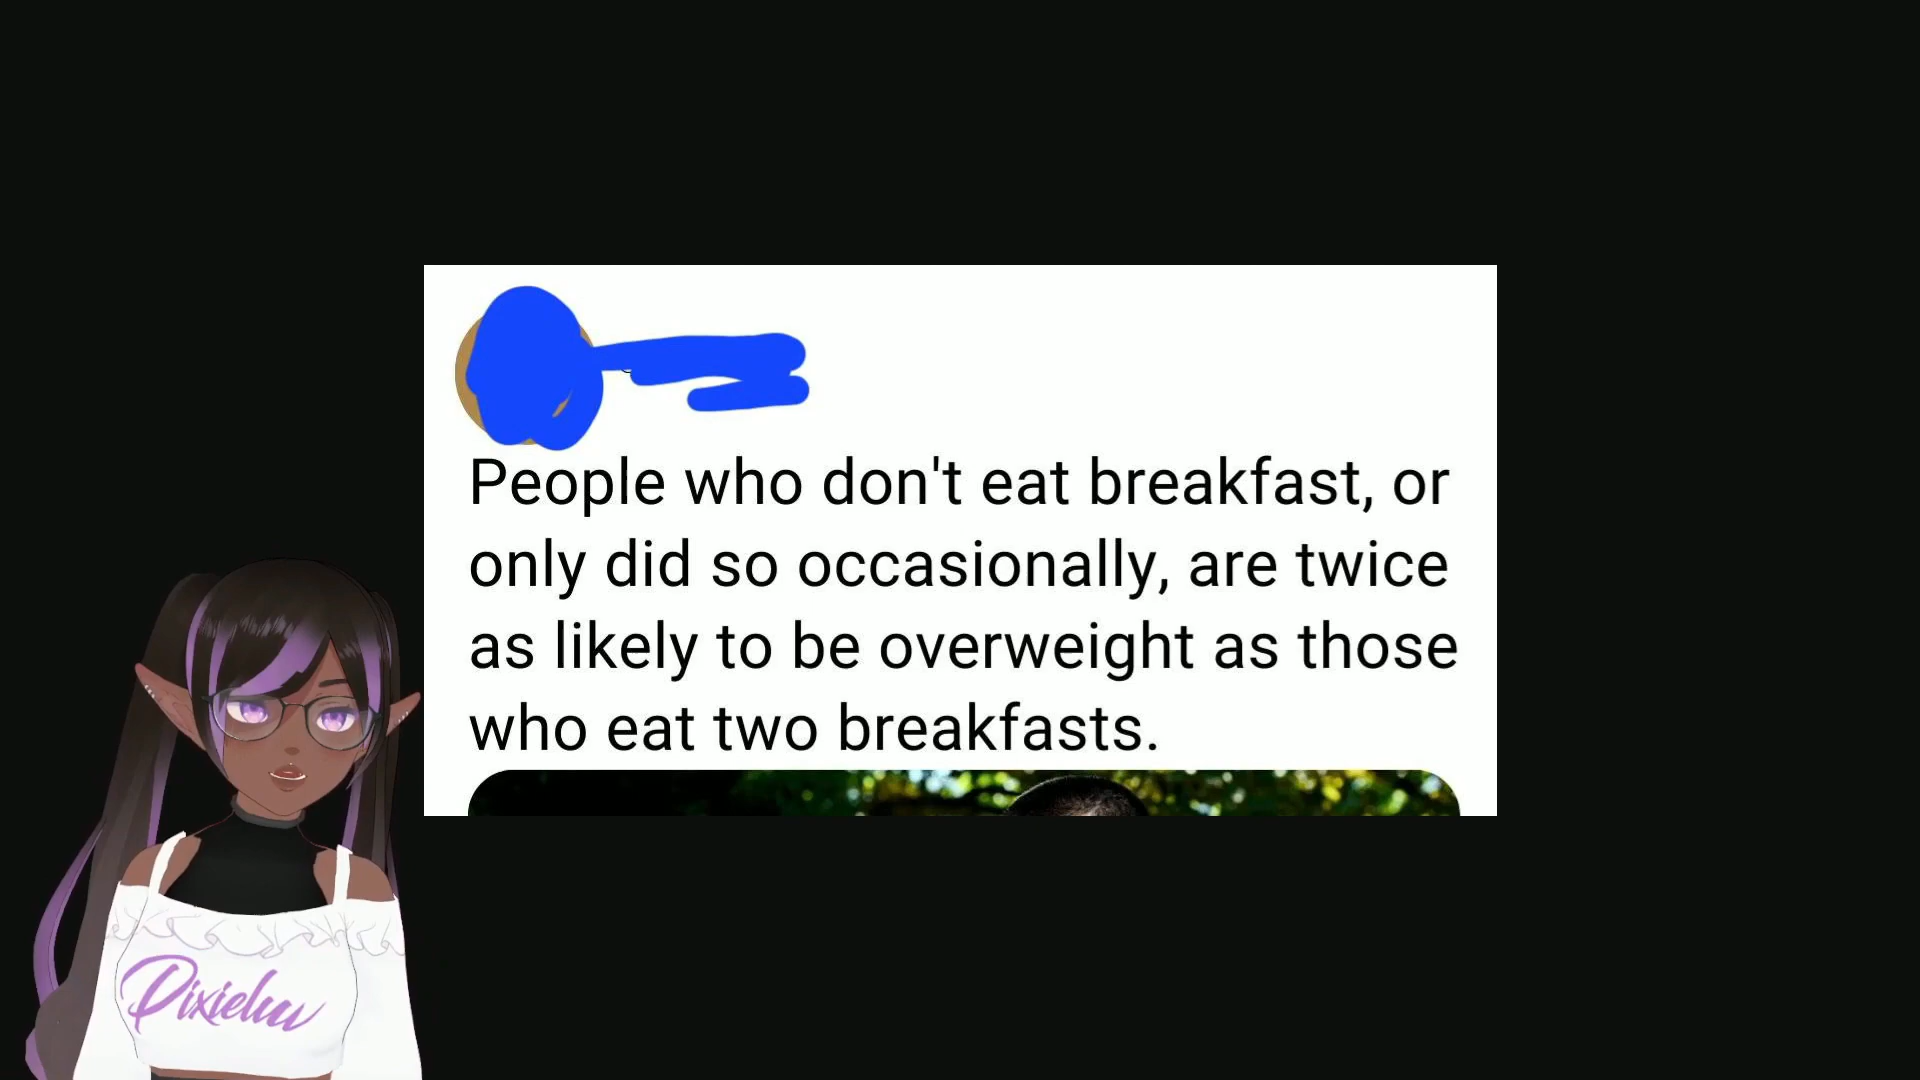 People who don't eat breakfast, or
only did so occasionally, are twice
as likely to be overweight as those
who eat two breakfasts.
Dixieluv